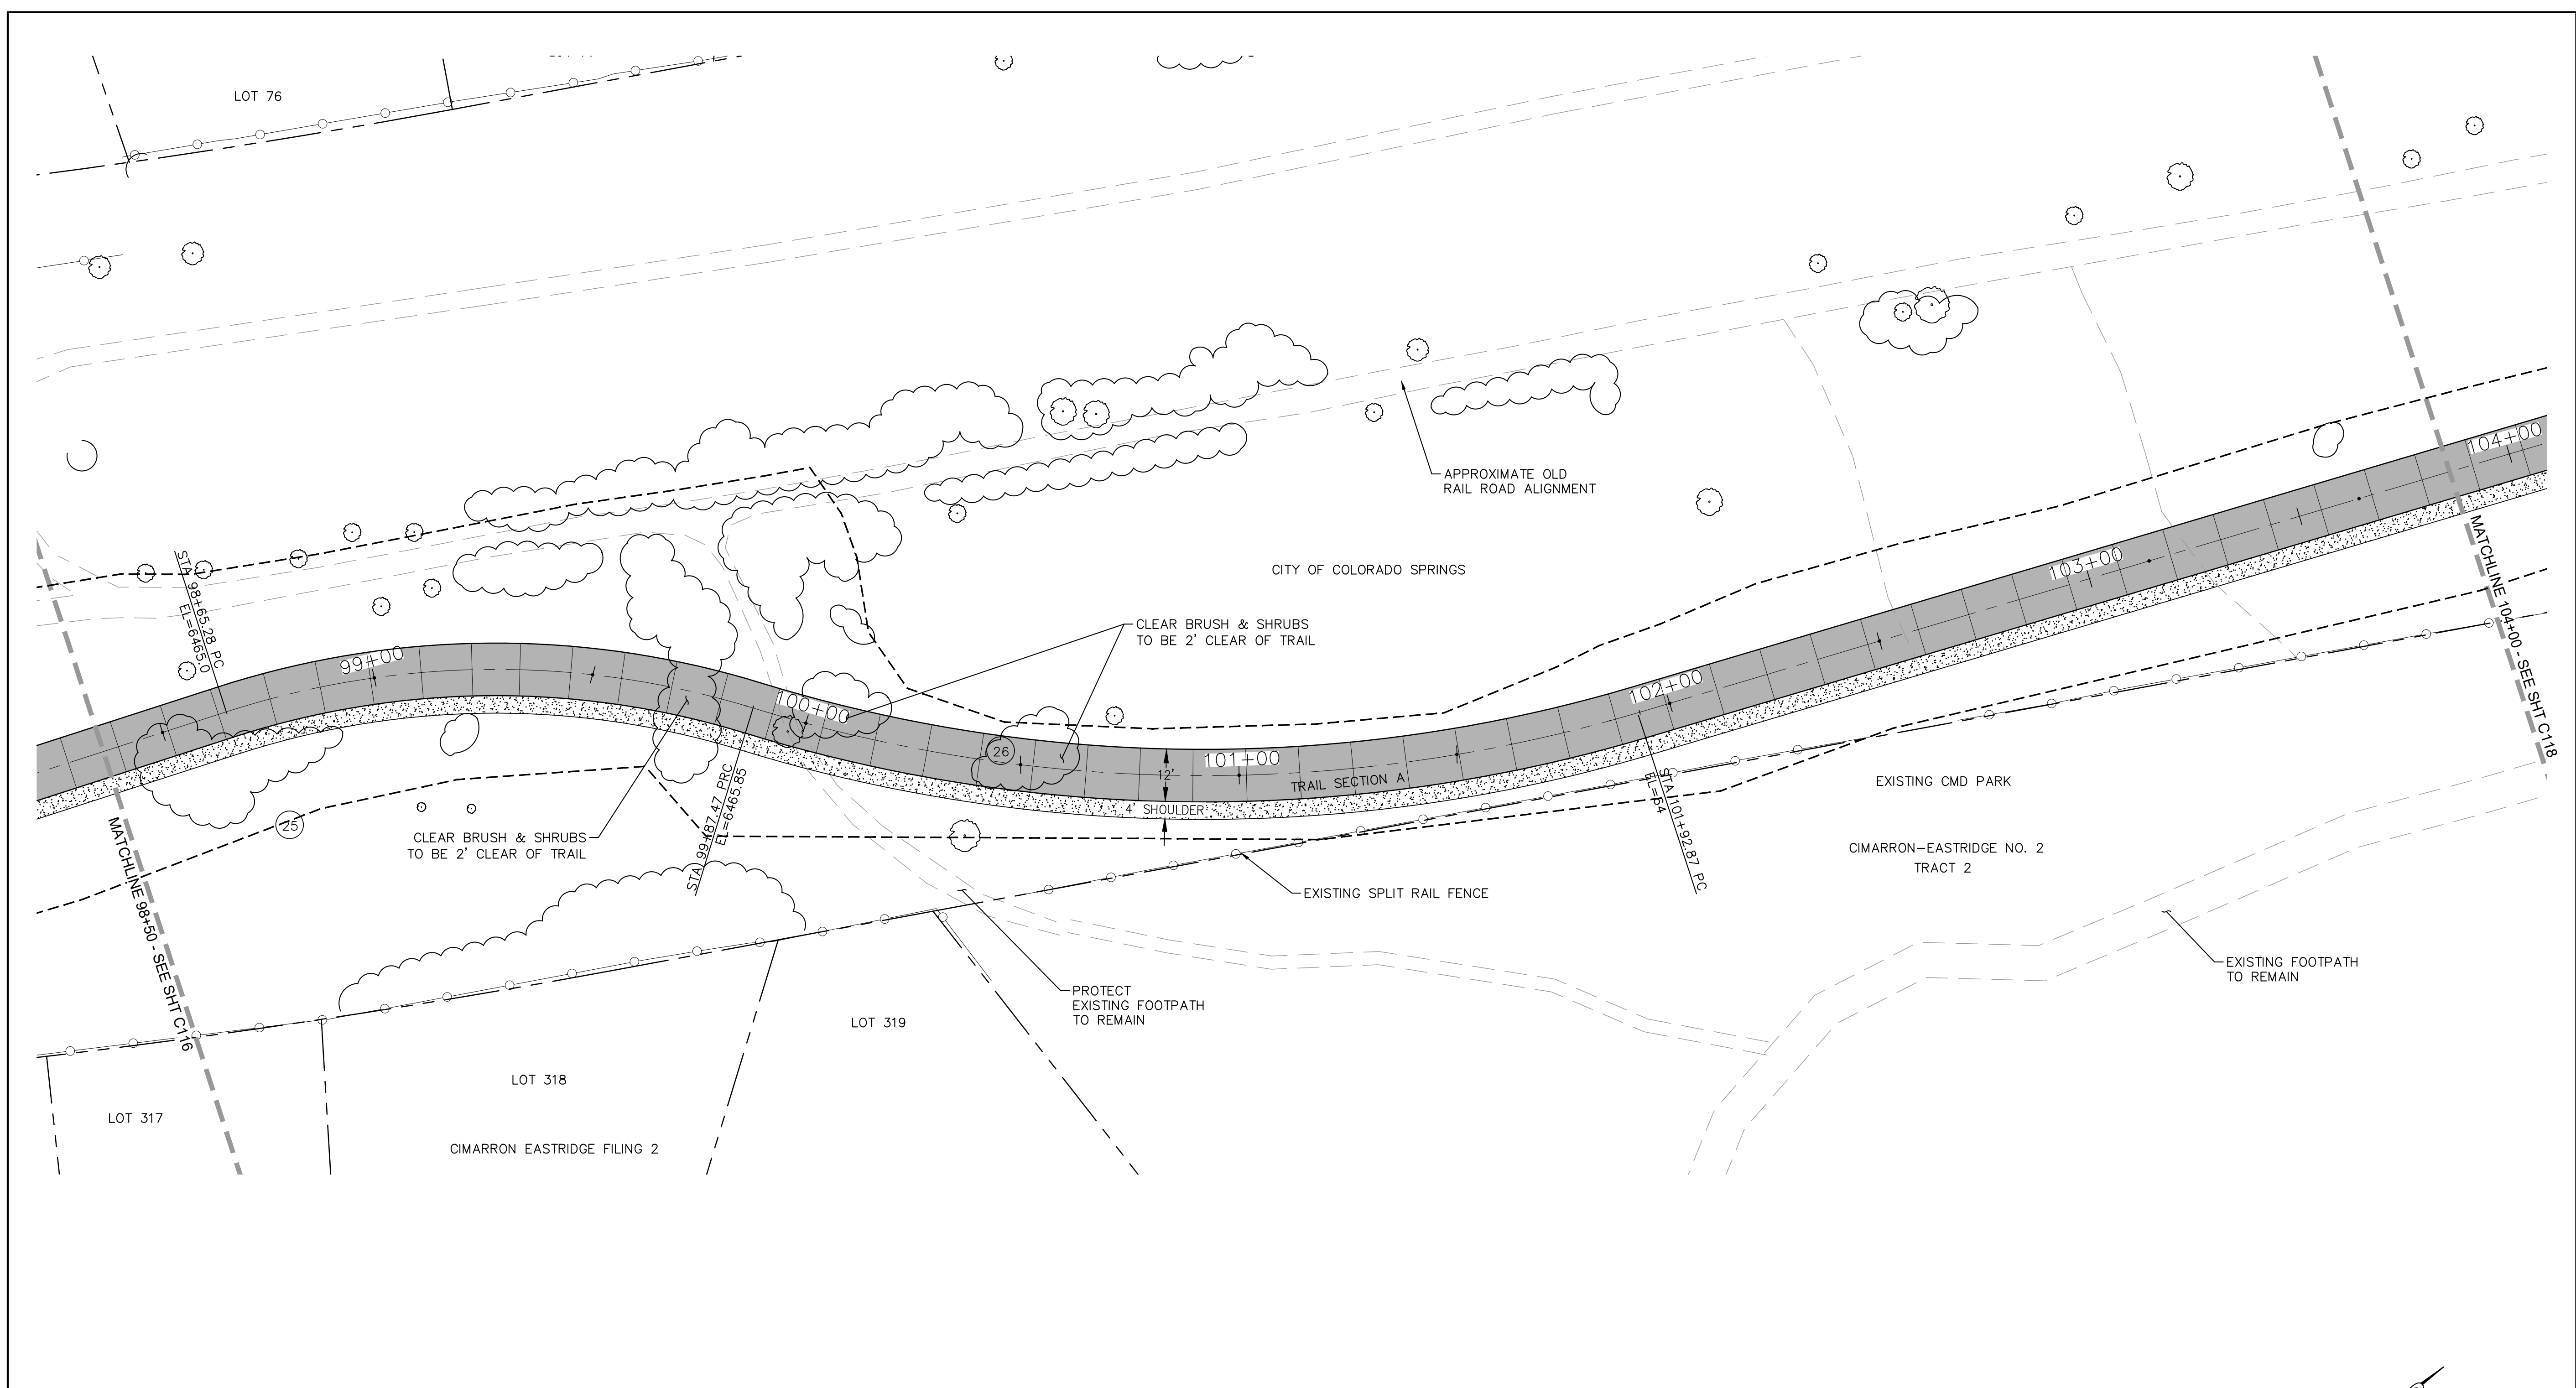 LOT 76
APPROXIMATE OLD
RAIL ROAD ALIGNMENT
CITY OF COLORADO SPRINGS
CLEAR BRUSH & SHRUBS
TO BE 2' CLEAR OF TRAIL
STA 98+65.28 PC
EL=6465.0
99+00
100+00
101+00
102+00
103+00
104+00
26
12'
TRAIL SECTION A
4' SHOULDER
25
CLEAR BRUSH & SHRUBS
TO BE 2' CLEAR OF TRAIL
STA 99+87.47 PRC
EL=6465.85
STA 101+92.87 PC
EL=64
EXISTING CMD PARK
CIMARRON-EASTRIDGE NO. 2
TRACT 2
EXISTING SPLIT RAIL FENCE
EXISTING FOOTPATH
TO REMAIN
PROTECT
EXISTING FOOTPATH
TO REMAIN
MATCHLINE 98+50 - SEE SHT C116
MATCHLINE 104+00 - SEE SHT C118
LOT 319
LOT 318
LOT 317
CIMARRON EASTRIDGE FILING 2